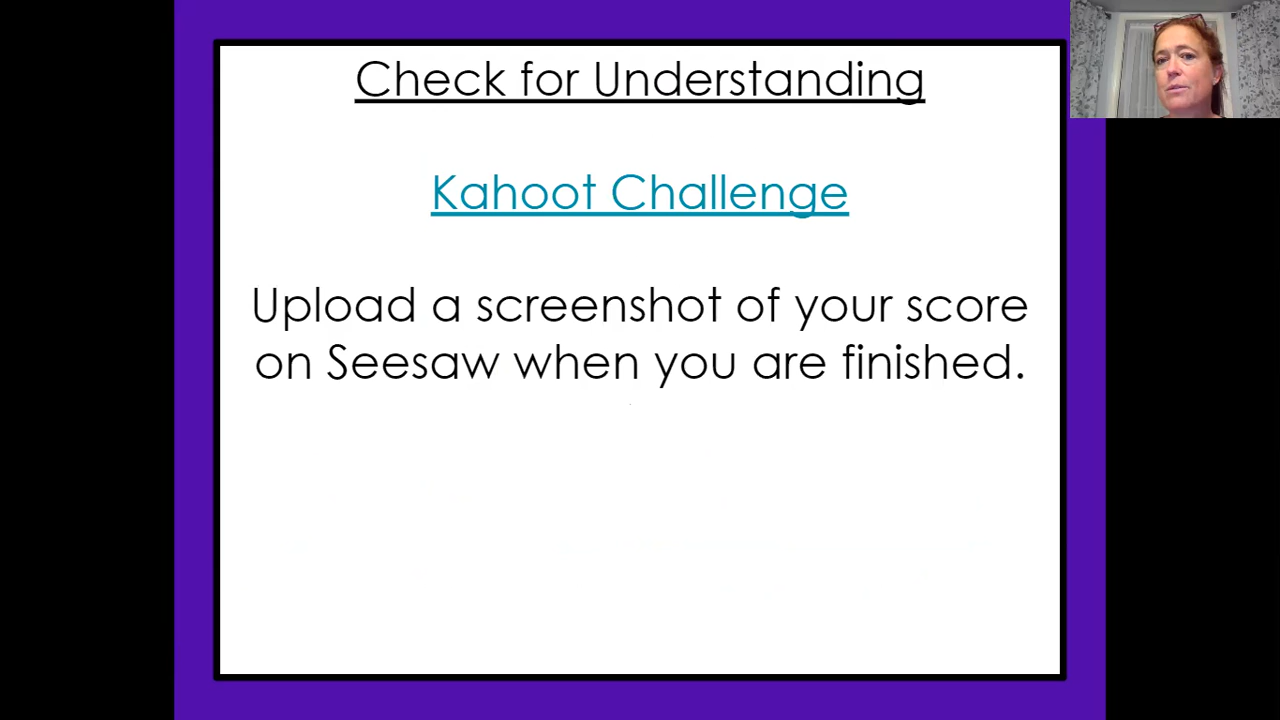 Check for Understanding
Kahoot Challenge
Upload a screenshot of your score
on Seesaw when you are finished.